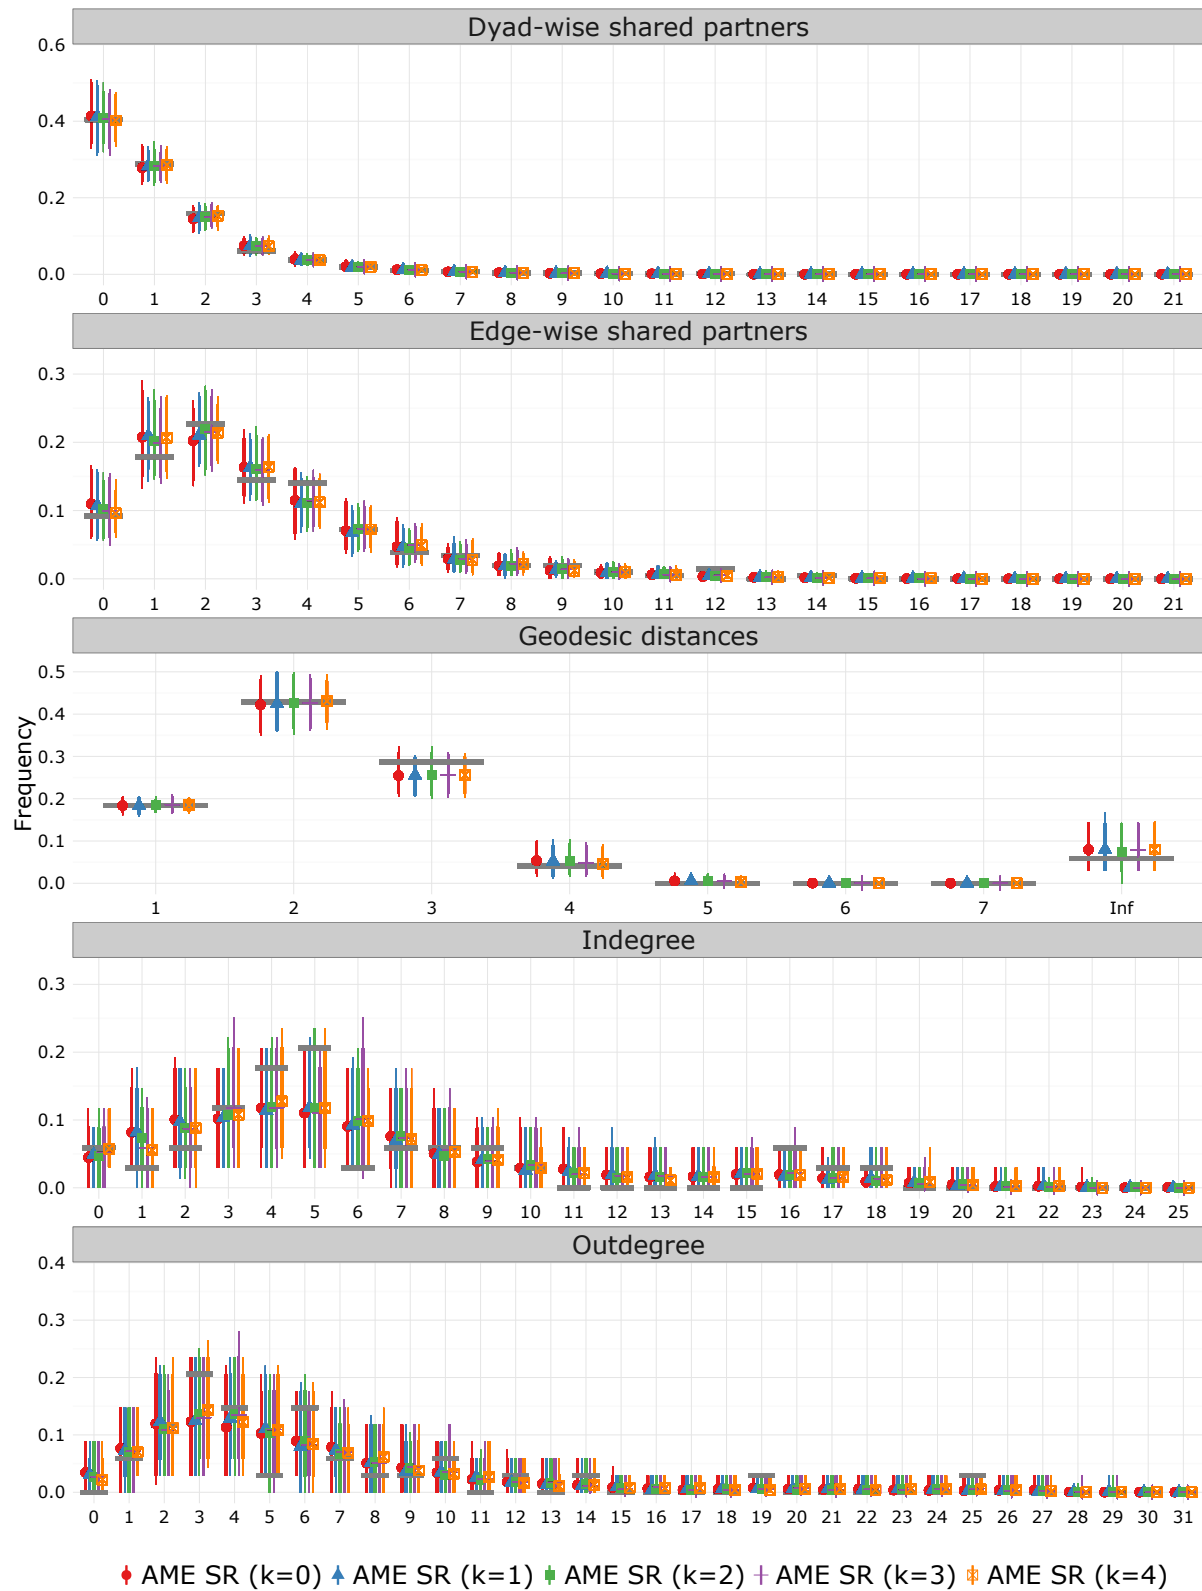 Dyad-wise shared partners
0.6
0.4
0.2
0.0
0 1 2 3 4 5 6 7 8 9 10 11 12 13 14 15 16 17 18 19 20 21
Edge-wise shared partners
0.3
0.2
0.1
0.0
0 1 2 3 4 5 6 7 8 9 10 11 12 13 14 15 16 17 18 19 20 21
Geodesic distances
Frequency
0.5
0.4
0.3
0.2
0.1
0.0
1 2 3 4 5 6 7 Inf
Indegree
0.3
0.2
0.1
0.0
0 1 2 3 4 5 6 7 8 9 10 11 12 13 14 15 16 17 18 19 20 21 22 23 24 25
Outdegree
0.4
0.3
0.2
0.1
0.0
0 1 2 3 4 5 6 7 8 9 10 11 12 13 14 15 16 17 18 19 20 21 22 23 24 25 26 27 28 29 30 31
AME SR (k=0) AME SR (k=1) AME SR (k=2) AME SR (k=3) AME SR (k=4)